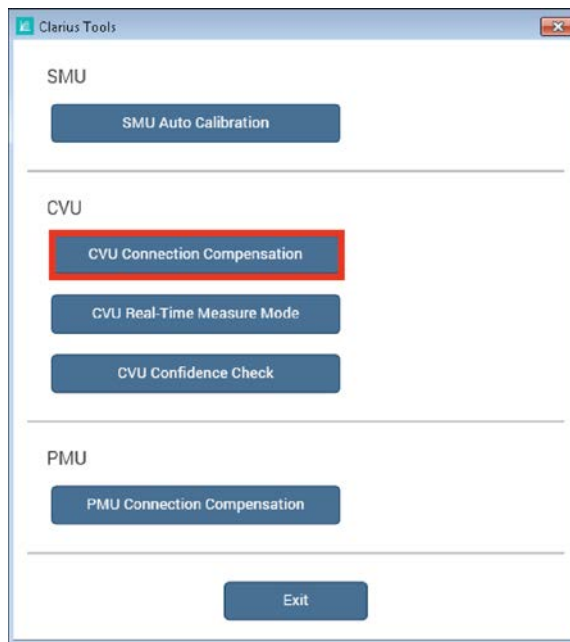 Clarius Tools
SMU
SMU Auto Calibration
CVU
CVU Connection Compensation
CVU Real-Time Measure Mode
CVU Confidence Check
PMU
PMU Connection Compensation
Exit